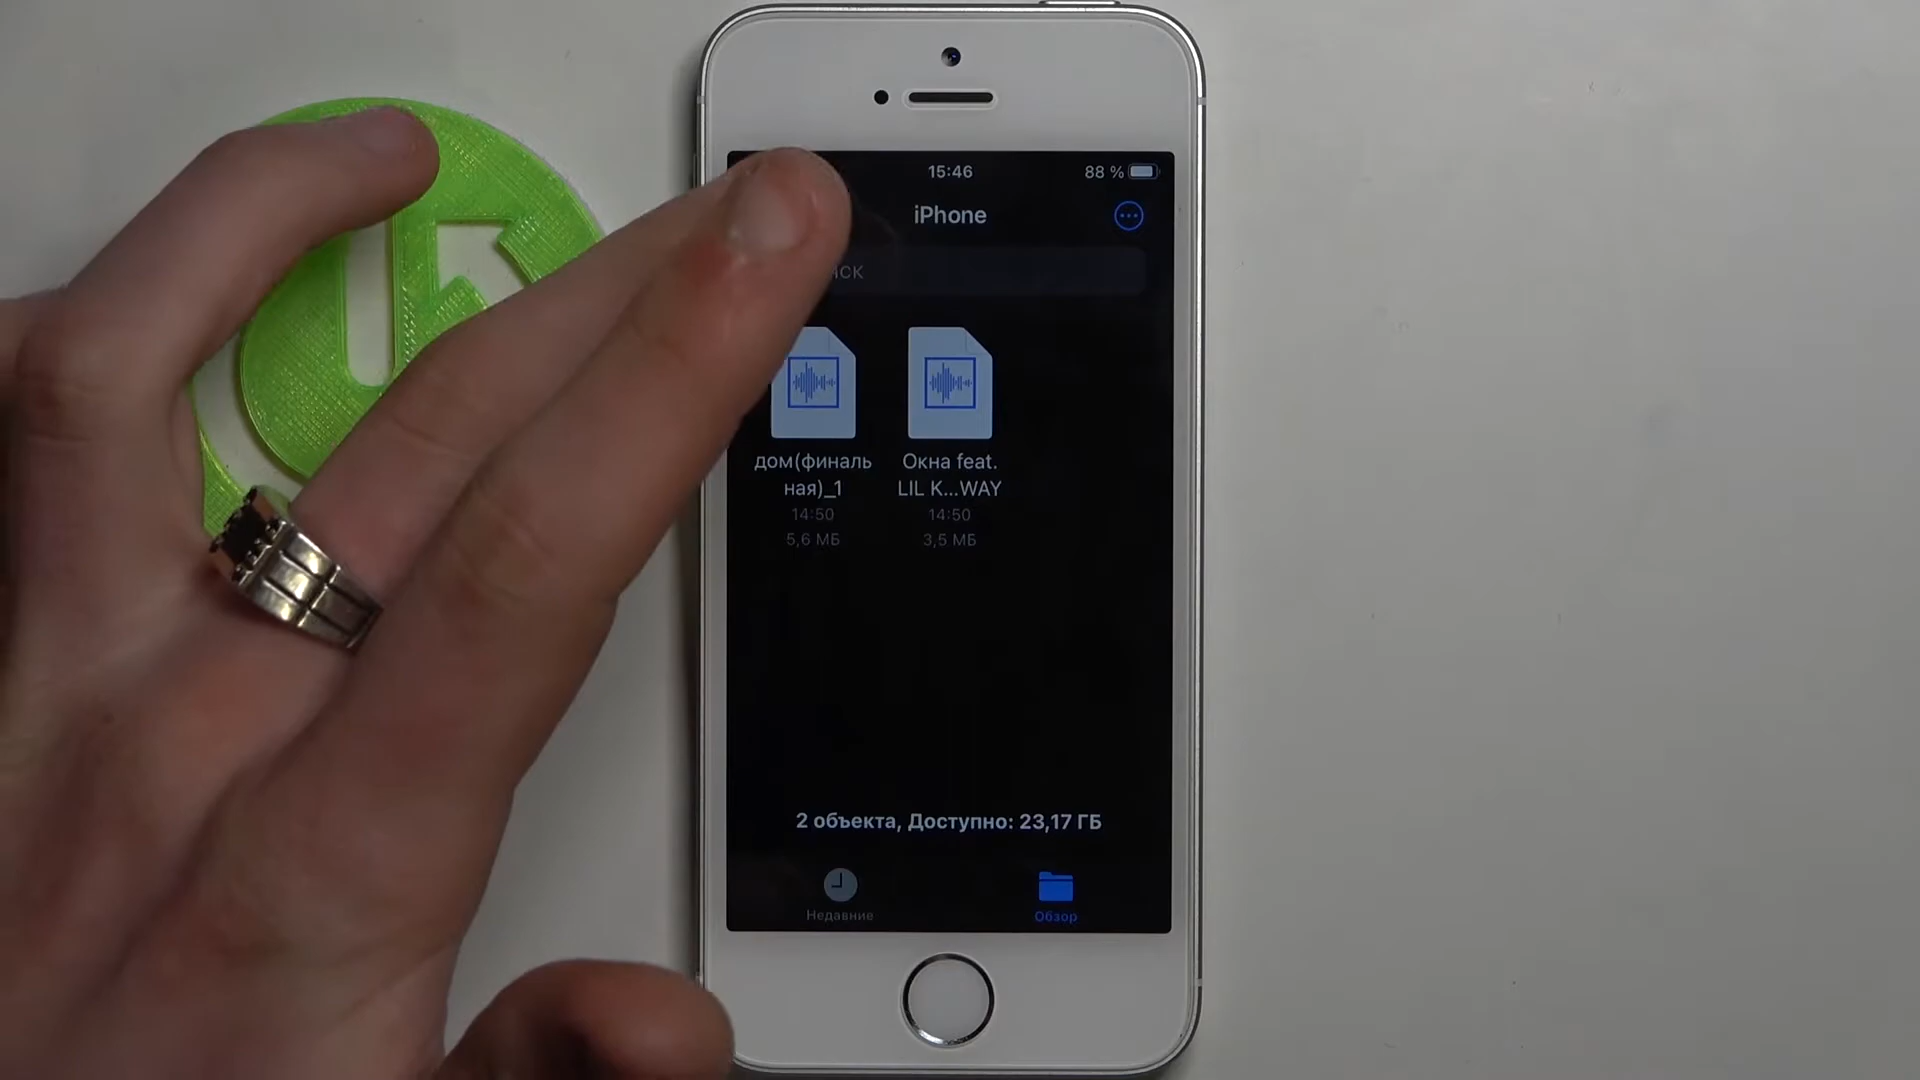 15:46
88 %
iPhone
дом(финаль
ная)_1
14:50
5,6 МБ
Окна feat.
LIL K...WAY
14:50
3,5 МБ
2 объекта, Доступно: 23,17 ГБ
Недавние
Обзор